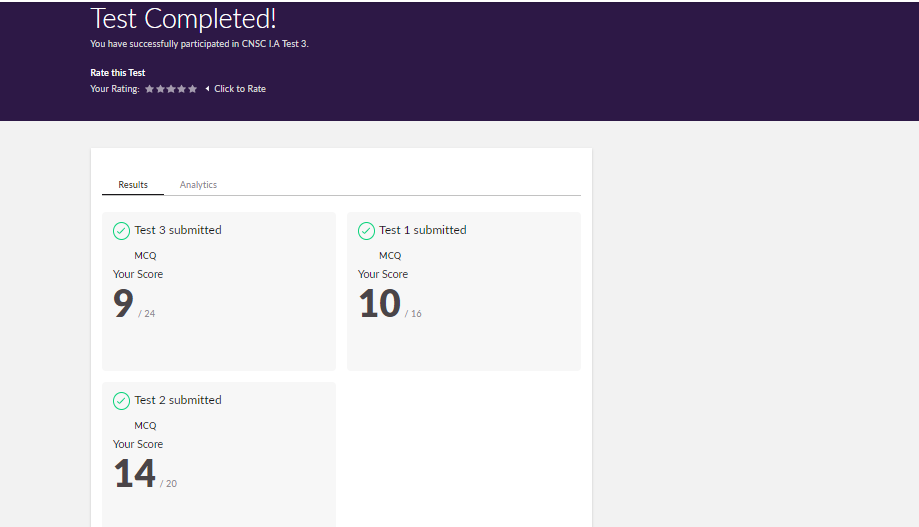 Test Completed!
You have successfully participated in CNSC I.A Test 3.
Rate this Test
Your Rating: Click to Rate
Results Analytics
Test 3 submitted
MCQ
Your Score
9 / 24
Test 1 submitted
MCQ
Your Score
10 / 16
Test 2 submitted
MCQ
Your Score
14 / 20